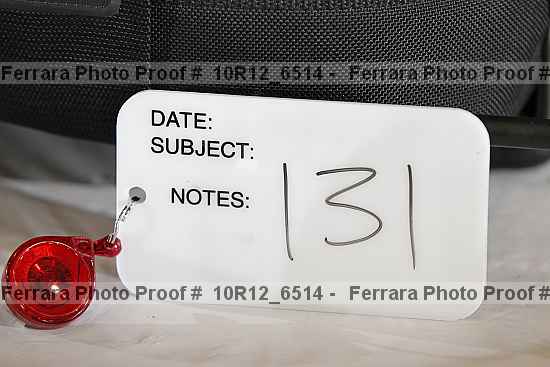 Ferrara Photo Proof # 10R12_6514 - Ferrara Photo Proof #
DATE:
SUBJECT:
NOTES: 131
Ferrara Photo Proof # 10R12_6514 - Ferrara Photo Proof #